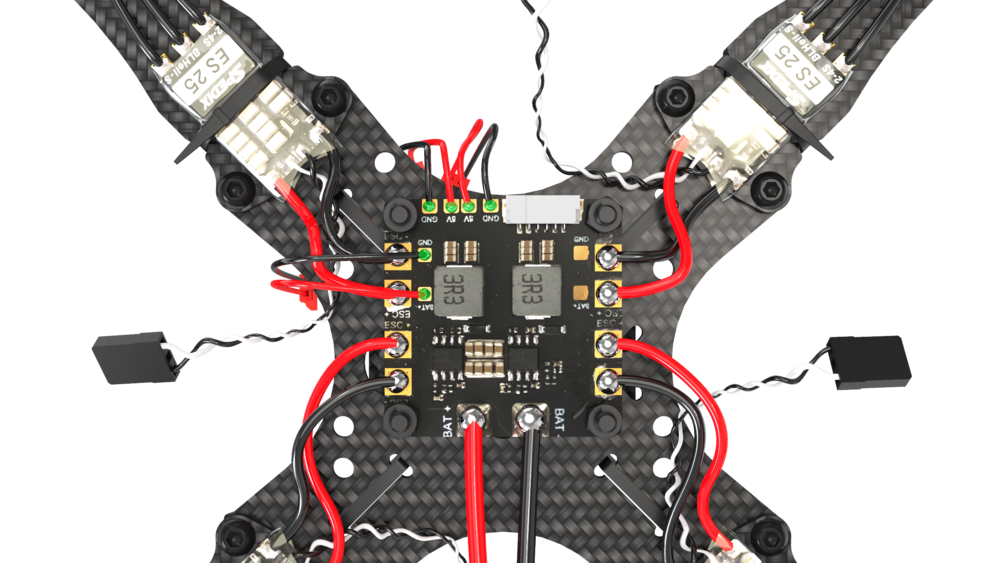 2-4S BLHeli-S
ES 25
2-4S BLHeli-S
ES 25
GND
5V
5V
GND
ESC+
GND
GND
3R3
3R3
BAT+
BAT+
ESC +
ESC +
BAT +
BAT-